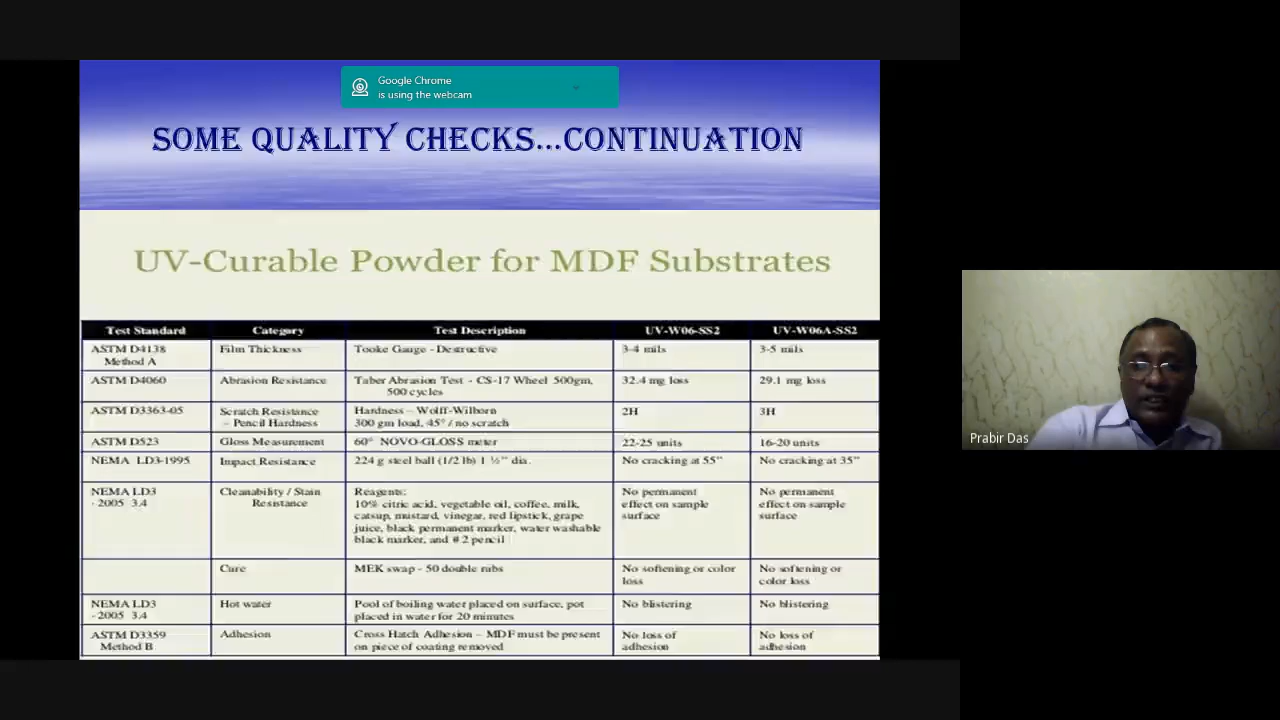 Google Chrome
is using the webcam
SOME QUALITY CHECKS...CONTINUATION
UV-Curable Powder for MDF Substrates
Test Standard Category Test Description UV-W06-SS2 UV-W06A-SS2
ASTM D4138 Film Thickness Tooke Gauge - Destructive 3-4 mils 3-5 mils
Method A
ASTM D4060 Abrasion Resistance Taber Abrasion Test - CS-17 Wheel 500gm, 32.4 mg loss 29.1 mg loss
500 cycles
ASTM D3363-05 Scratch Resistance Hardness – Wolff-Wilborn 2H 3H
– Pencil Hardness 300 gm load, 45° / no scratch
ASTM D523 Gloss Measurement 60° NOVO-GLOSS meter 22-25 units 16-20 units
NEMA LD3-1995 Impact Resistance 224 g steel ball (1/2 lb) 1 ½" dia. No cracking at 55" No cracking at 35"
NEMA LD3 Cleanability / Stain Reagents: No permanent No permanent
- 2005 3.4 Resistance 10% citric acid, vegetable oil, coffee, milk, effect on sample effect on sample
catsup, mustard, vinegar, red lipstick, grape surface surface
juice, black permanent marker, water washable
black marker, and # 2 pencil
Cure MEK swap - 50 double rubs No softening or color No softening or
loss color loss
NEMA LD3 Hot water Pool of boiling water placed on surface, pot No blistering No blistering
- 2005 3.4 placed in water for 20 minutes
ASTM D3359 Adhesion Cross Hatch Adhesion – MDF must be present No loss of No loss of
Method B on piece of coating removed adhesion adhesion
Prabir Das